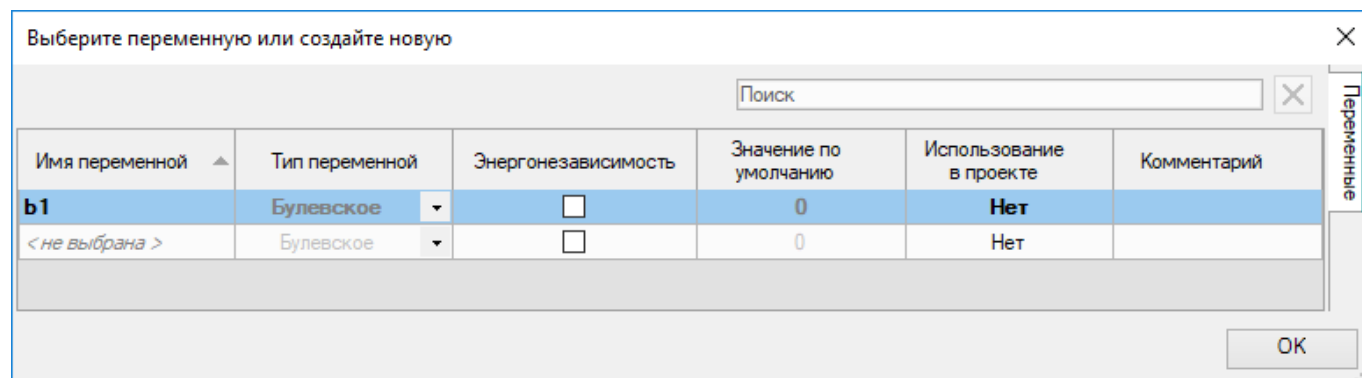 Выберите переменную или создайте новую
Поиск
Переменные
Имя переменной Тип переменной Энергонезависимость Значение по умолчанию Использование в проекте Комментарий
b1 Булевское 0 Нет
< не выбрана > Булевское 0 Нет
OK